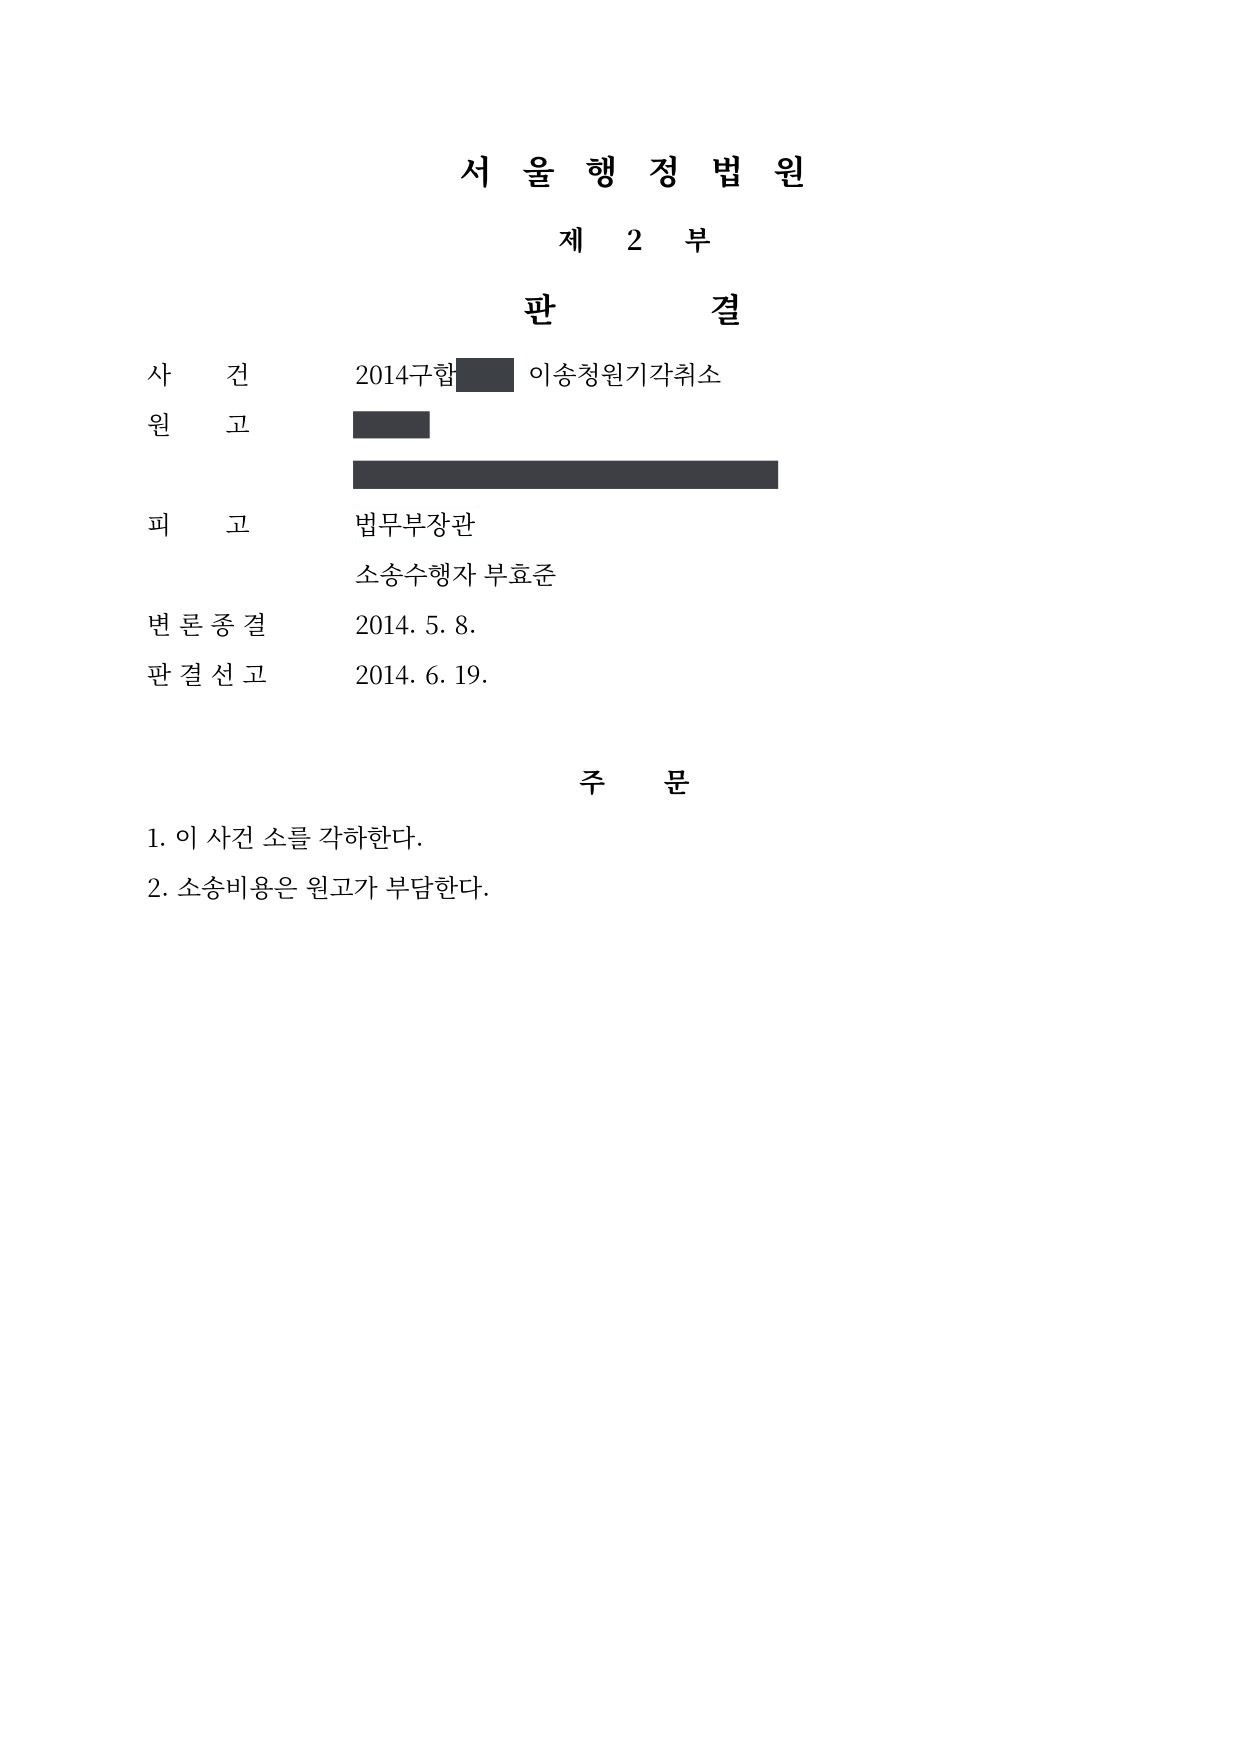 서 울 행 정 법 원
제 2 부
판 결
사 건 2014구합 이송청원기각취소
원 고
피 고 법무부장관
소송수행자 부효준
변 론 종 결 2014. 5. 8.
판 결 선 고 2014. 6. 19.
주 문
1. 이 사건 소를 각하한다.
2. 소송비용은 원고가 부담한다.